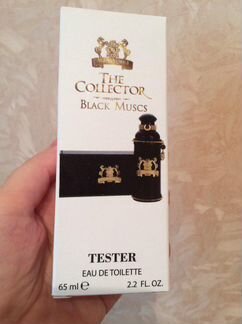 THE
COLLECTOR
BLACK MUSCS
TESTER
EAU DE TOILETTE
65 ml ℮ 2.2 FL. OZ.